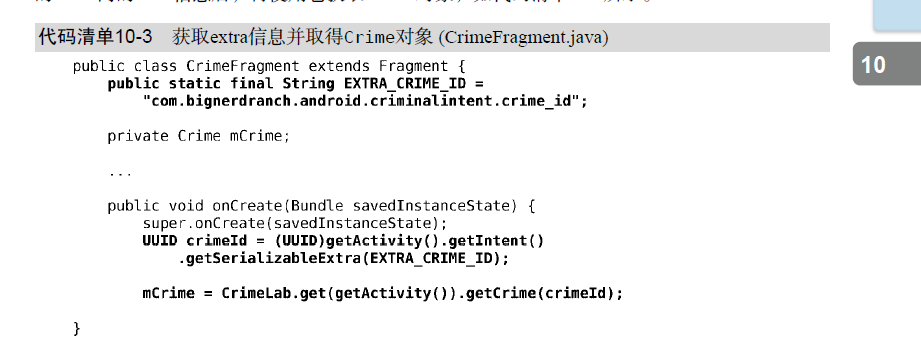 代码清单10-3 获取extra信息并取得Crime对象 (CrimeFragment.java)
public class CrimeFragment extends Fragment {
    public static final String EXTRA_CRIME_ID =
        "com.bignerdranch.android.criminalintent.crime_id";
    private Crime mCrime;
    ...
    public void onCreate(Bundle savedInstanceState) {
        super.onCreate(savedInstanceState);
        UUID crimeId = (UUID)getActivity().getIntent()
            .getSerializableExtra(EXTRA_CRIME_ID);
        mCrime = CrimeLab.get(getActivity()).getCrime(crimeId);
}
10